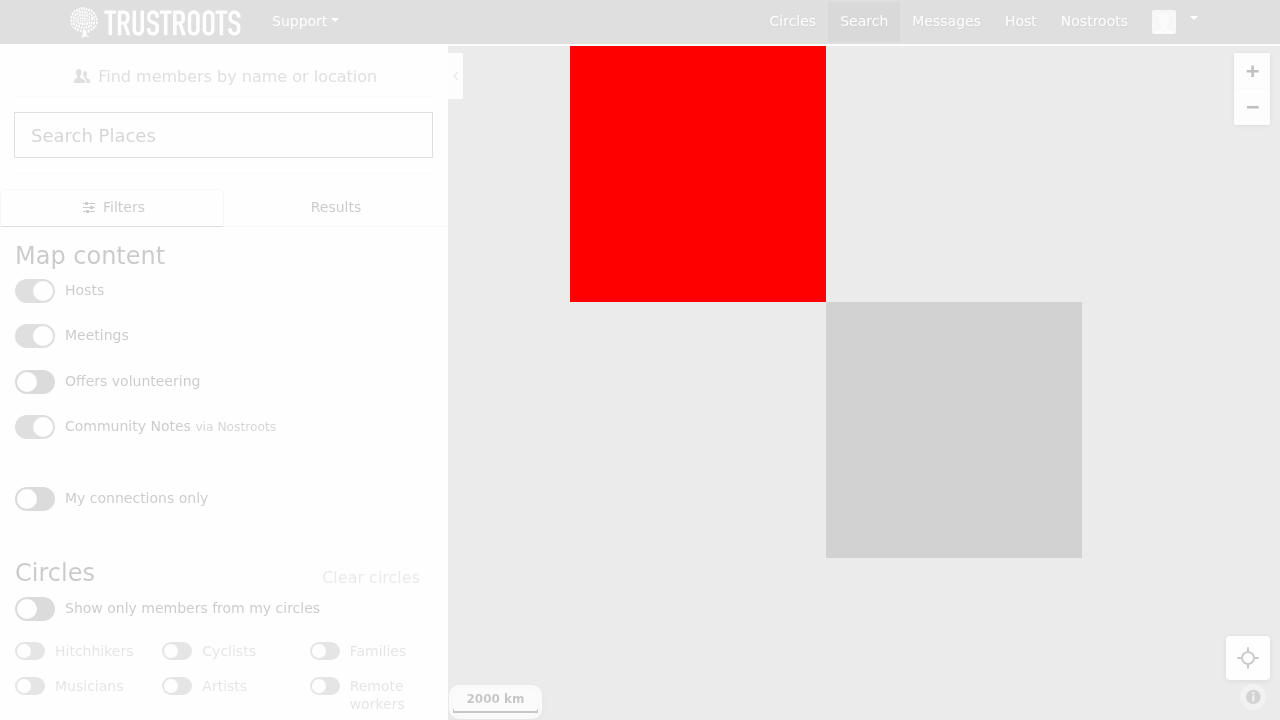 TRUSTROOTS
Support
Circles
Search
Messages
Host
Nostroots
Find members by name or location
Search Places
Filters
Results
Map content
Hosts
Meetings
Offers volunteering
Community Notes via Nostroots
My connections only
Circles
Clear circles
Show only members from my circles
Hitchhikers
Cyclists
Families
Musicians
Artists
Remote
workers
+
−
2000 km